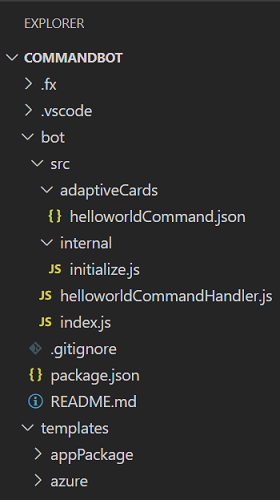 EXPLORER
COMMANDBOT
.fx
.vscode
bot
src
adaptiveCards
{} helloworldCommand.json
internal
JS initialize.js
JS helloworldCommandHandler.js
JS index.js
.gitignore
{} package.json
README.md
templates
appPackage
azure